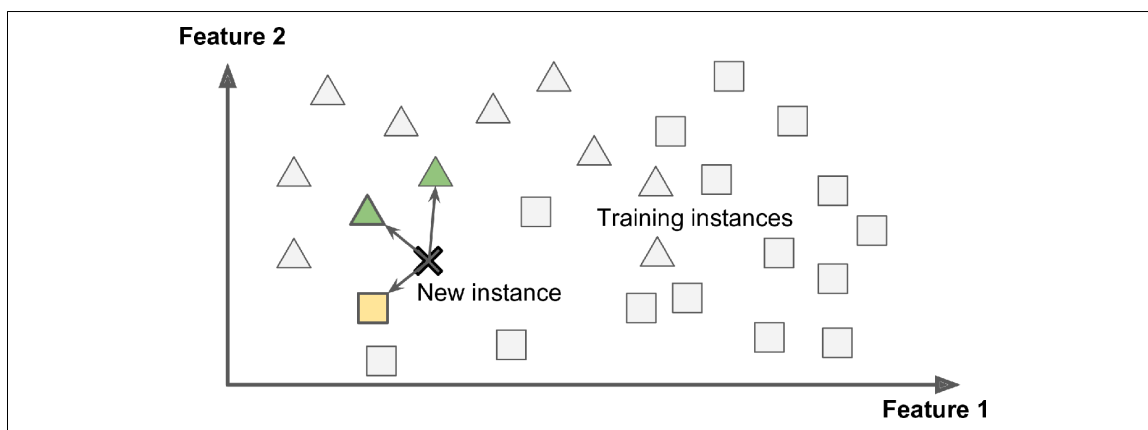 Feature 2
Training instances
New instance
Feature 1